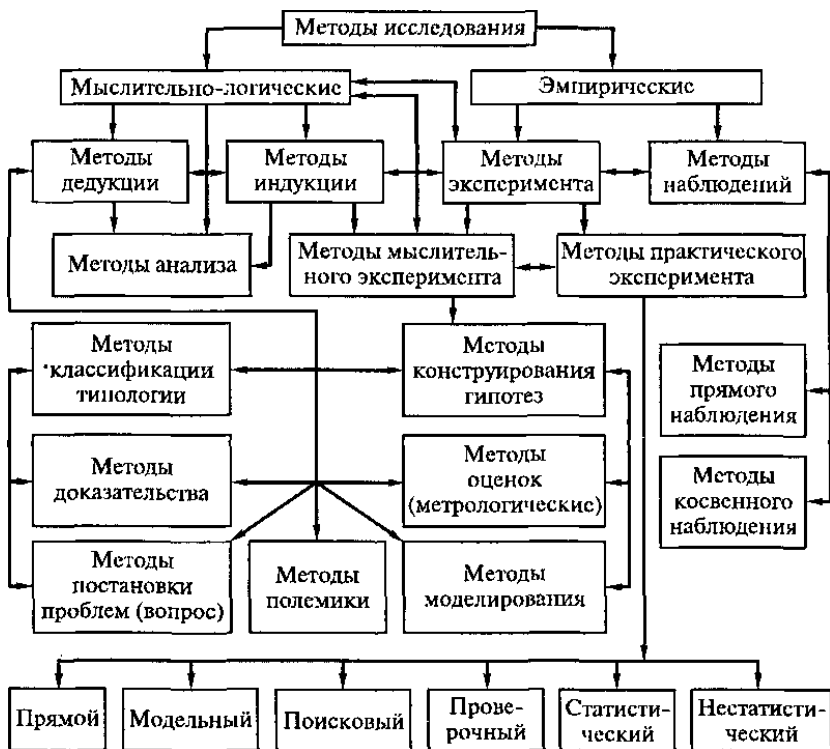 Методы исследования
Мыслительно-логические
Эмпирические
Методы
дедукции
Методы
индукции
Методы
эксперимента
Методы
наблюдений
Методы анализа
Методы мыслитель-
ного эксперимента
Методы практического
эксперимента
Методы
классификации
типологии
Методы
конструирования
гипотез
Методы
прямого
наблюдения
Методы
доказательства
Методы
оценок
(метрологические)
Методы
косвенного
наблюдения
Методы
постановки
проблем (вопрос)
Методы
полемики
Методы
моделирования
Прямой
Модельный
Поисковый
Прове-
рочный
Статисти-
ческий
Нестатисти-
ческий